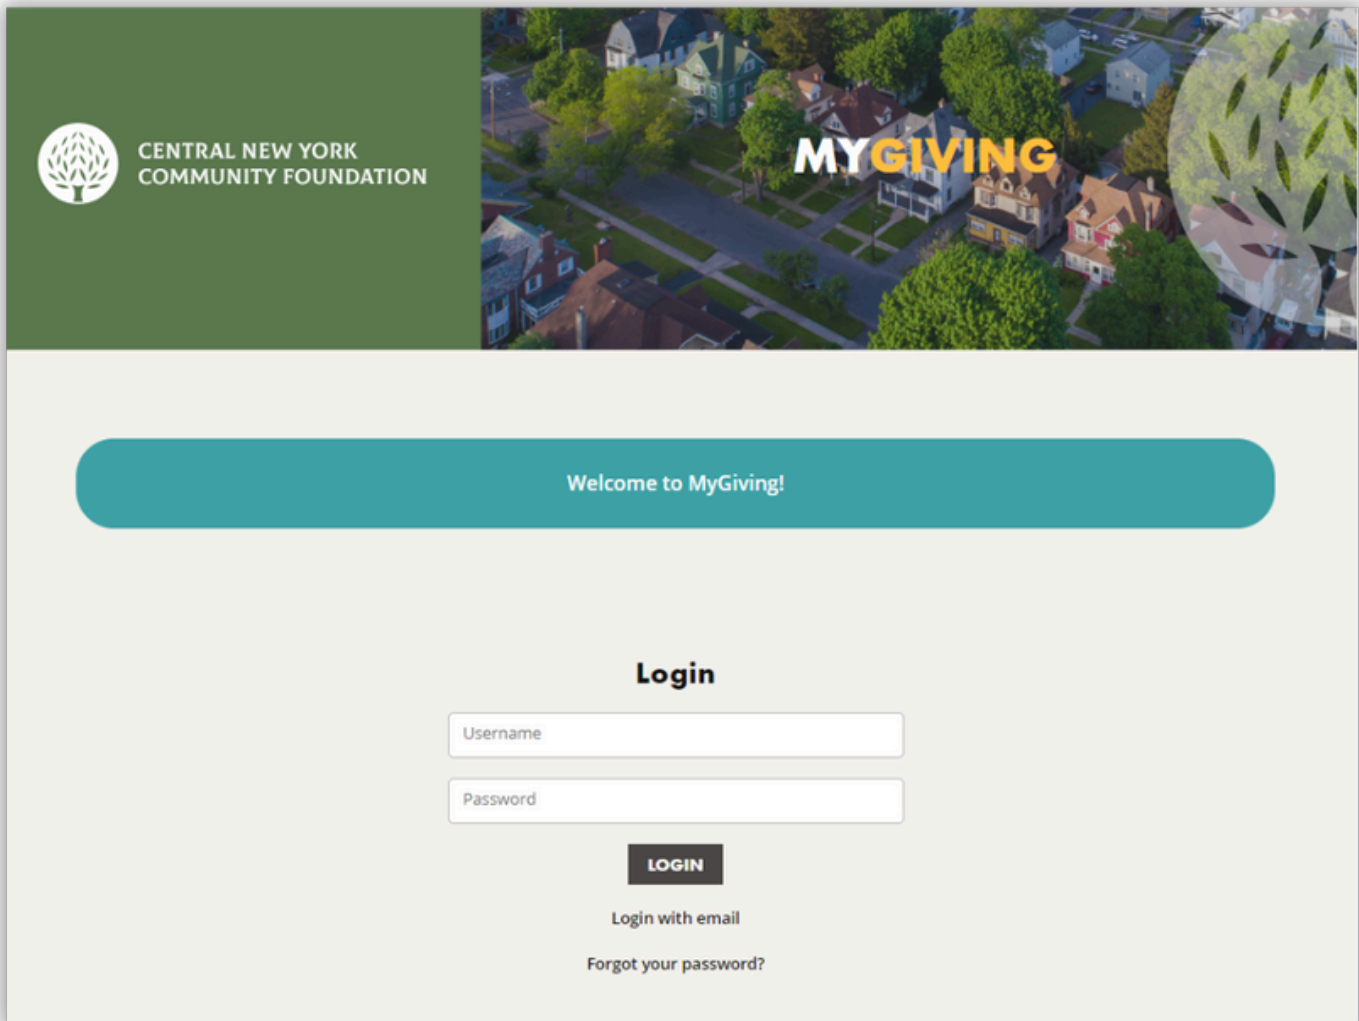 CENTRAL NEW YORK
COMMUNITY FOUNDATION
MYGIVING
Welcome to MyGiving!
Login
Username
Password
LOGIN
Login with email
Forgot your password?